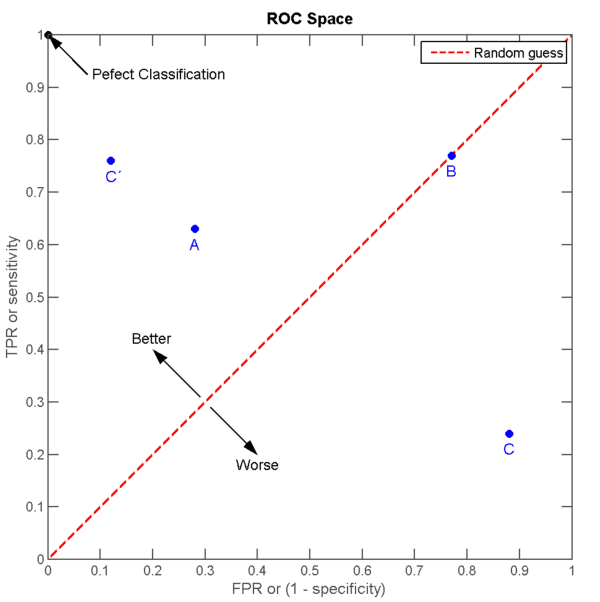 ROC Space
Random guess
Pefect Classification
C´
A
B
C
Better
Worse
TPR or sensitivity
1
0.9
0.8
0.7
0.6
0.5
0.4
0.3
0.2
0.1
0
0 0.1 0.2 0.3 0.4 0.5 0.6 0.7 0.8 0.9 1
FPR or (1 - specificity)